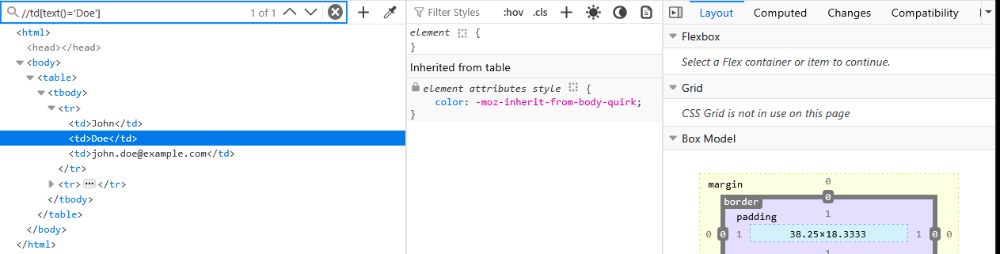 //td[text()='Doe'] 1 of 1
<html>
<head></head>
<body>
<table>
<tbody>
<tr>
<td>John</td>
<td>Doe</td>
<td>john.doe@example.com</td>
</tr>
<tr> ••• </tr>
</tbody>
</table>
</body>
</html>
Filter Styles :hov .cls
element {
}
Inherited from table
element attributes style {
color: -moz-inherit-from-body-quirk;
}
Layout Computed Changes Compatibility
Flexbox
Select a Flex container or item to continue.
Grid
CSS Grid is not in use on this page
Box Model
margin 0
border 0
padding 1
0 0 1 38.25×18.3333 1 0 0
1